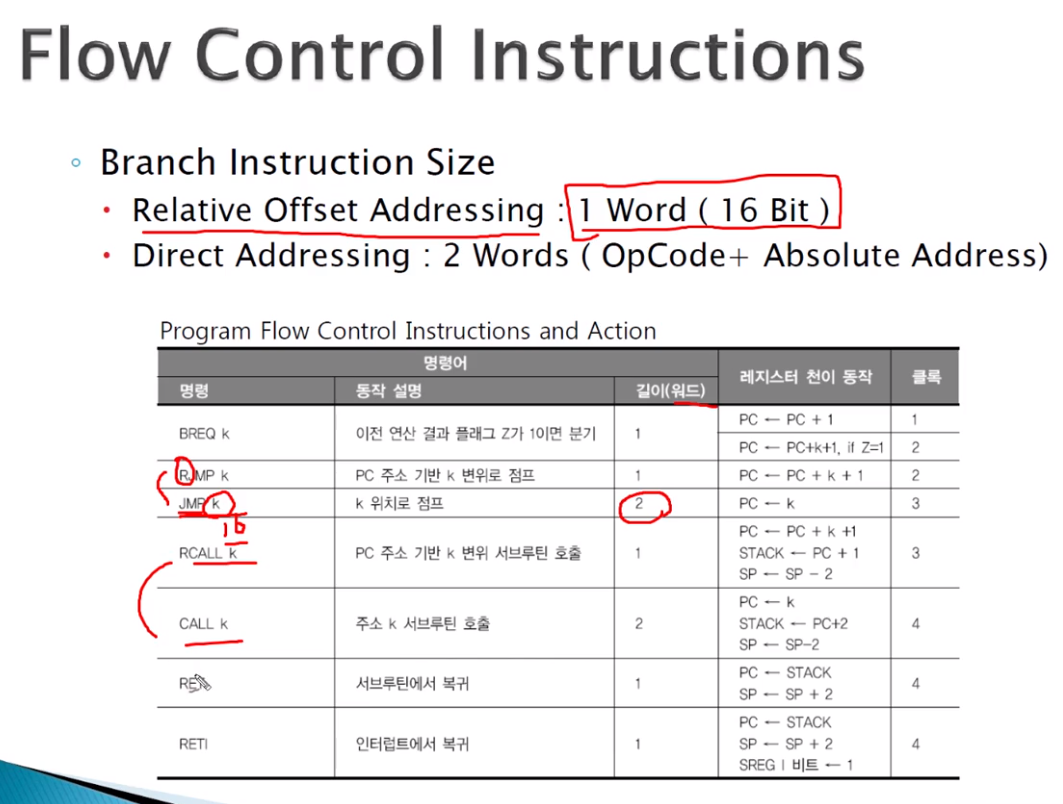 Flow Control Instructions
Branch Instruction Size
Relative Offset Addressing : 1 Word ( 16 Bit )
Direct Addressing : 2 Words ( OpCode+ Absolute Address)
Program Flow Control Instructions and Action
명령어 레지스터 천이 동작 클록
명령 동작 설명 길이(워드)
BREQ k 이전 연산 결과 플래그 Z가 1이면 분기 1 PC ← PC + 1 1
PC ← PC+k+1, if Z=1 2
RJMP k PC 주소 기반 k 변위로 점프 1 PC ← PC + k + 1 2
JMP k k 위치로 점프 2 PC ← k 3
16
RCALL k PC 주소 기반 k 변위 서브루틴 호출 1 PC ← PC + k +1 3
STACK ← PC + 1
SP ← SP - 2
CALL k 주소 k 서브루틴 호출 2 PC ← k 4
STACK ← PC+2
SP ← SP-2
서브루틴에서 복귀 1 PC ← STACK 4
SP ← SP + 2
RETI 인터럽트에서 복귀 1 PC ← STACK 4
SP ← SP + 2
SREG I 비트 ← 1